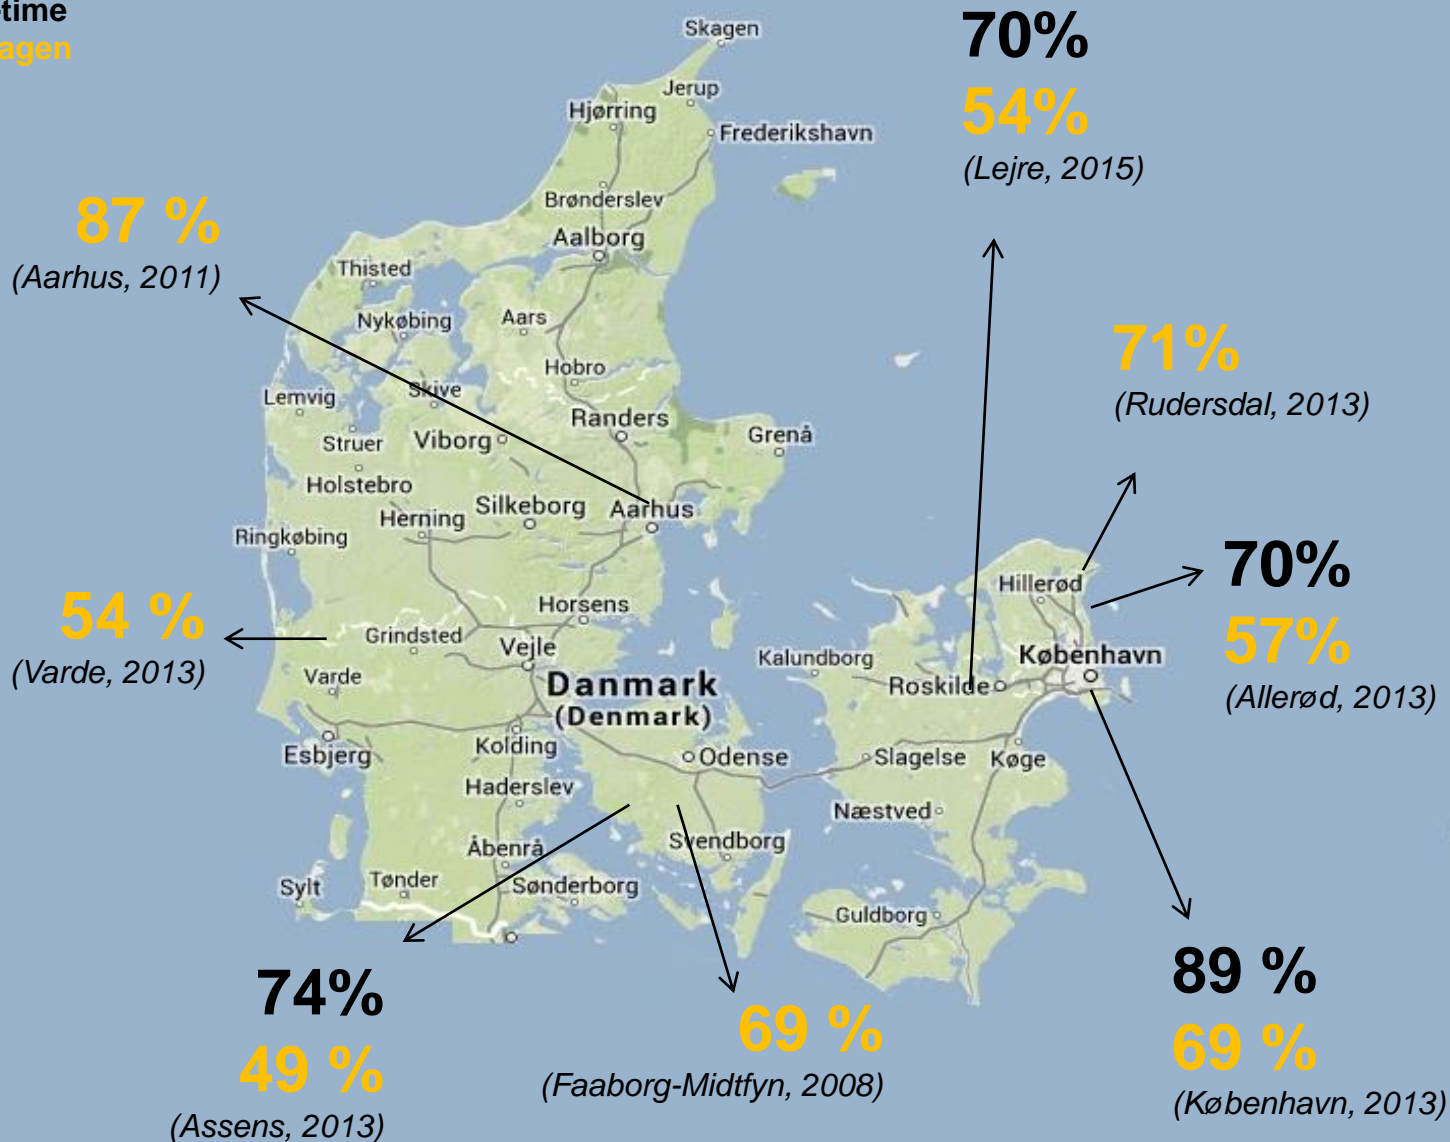 Skagen
70%
Jerup
54%
Hjørring
Frederikshavn
(Lejre, 2015)
Brønderslev
87 %
Aalborg
(Aarhus, 2011)
Thisted
Nykøbing
Aars
71%
Hobro
Skive
Lemvig
(Rudersdal, 2013)
Randers
Grenå
Struer
Viborg
Holstebro
Silkeborg
Aarhus
Herning
Ringkøbing
70%
Hillerød
Horsens
54 %
Grindsted
57%
Vejle
København
Kalundborg
(Varde, 2013)
Varde
Danmark
Roskilde
(Allerød, 2013)
(Denmark)
Kolding
Esbjerg
Odense
Slagelse
Køge
Haderslev
Næstved
Svendborg
Åbenrå
Sylt
Tønder
Sønderborg
Guldborg
74%
89 %
69 %
49 %
69 %
(Faaborg-Midtfyn, 2008)
(København, 2013)
(Assens, 2013)